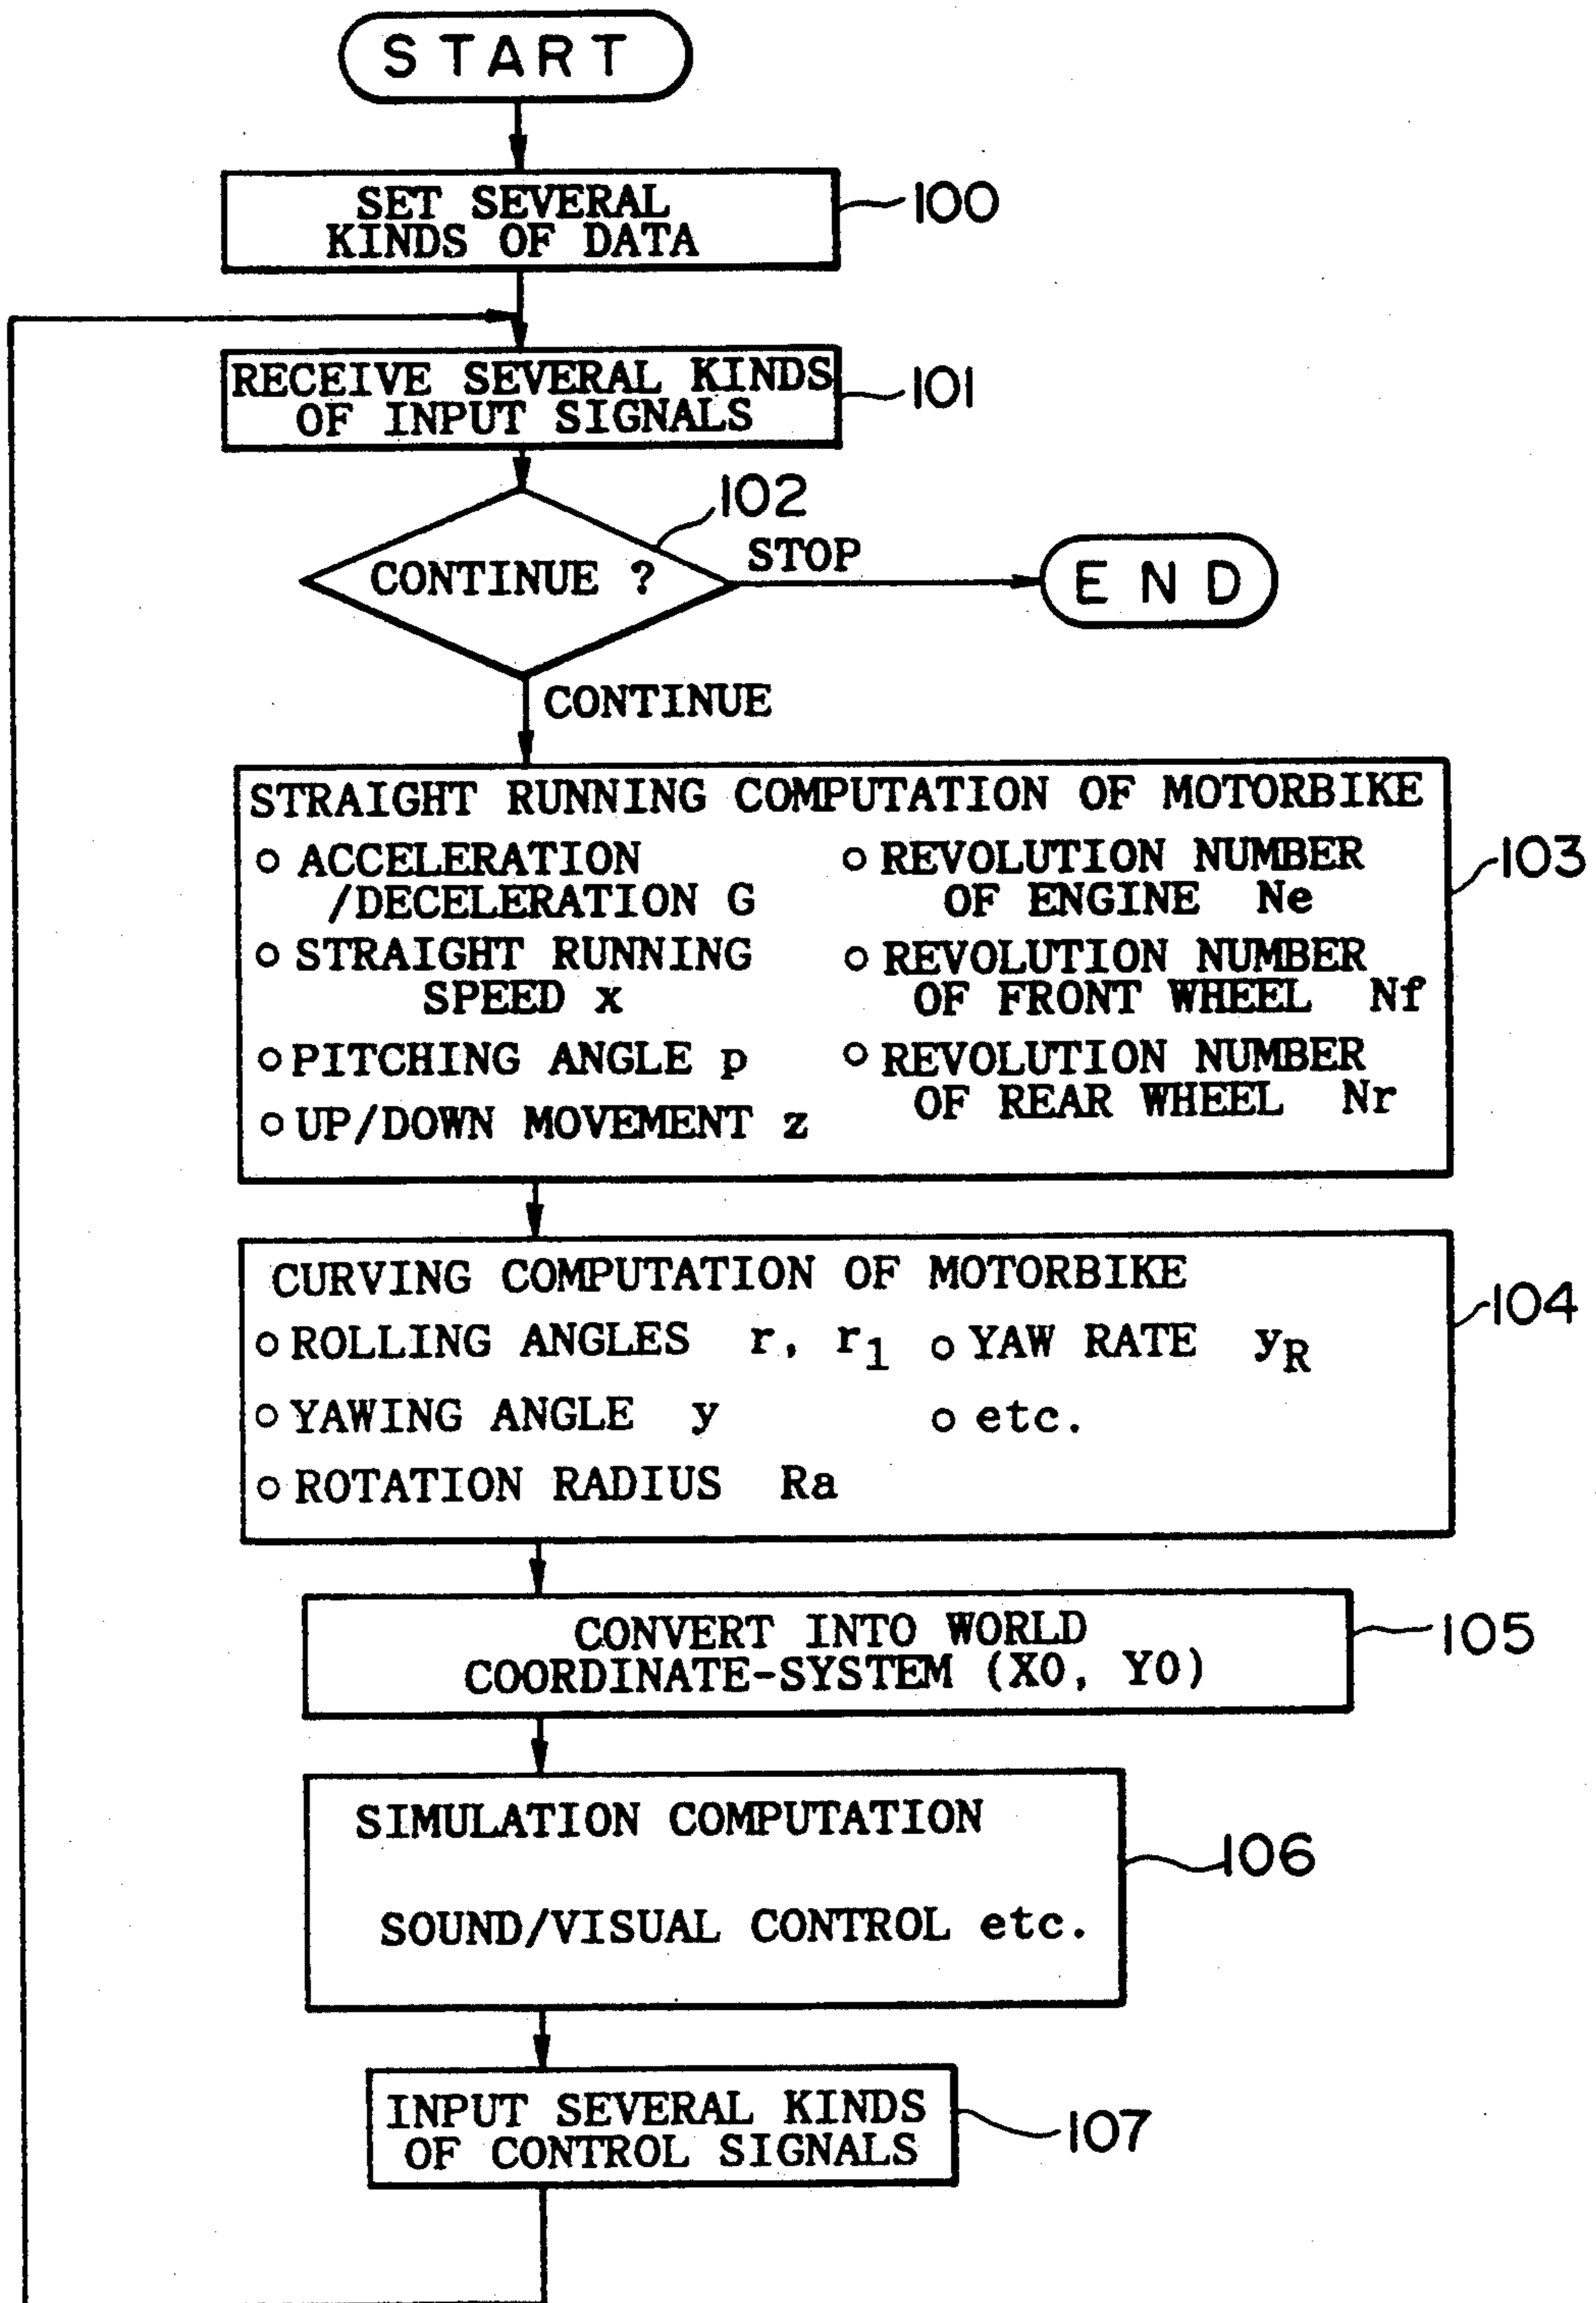 START
SET SEVERAL
KINDS OF DATA
100
RECEIVE SEVERAL KINDS
OF INPUT SIGNALS
101
102
CONTINUE ?
STOP
END
CONTINUE
STRAIGHT RUNNING COMPUTATION OF MOTORBIKE
103
○ ACCELERATION
/DECELERATION G
○ STRAIGHT RUNNING
SPEED x
○ PITCHING ANGLE p
○ UP/DOWN MOVEMENT z
○ REVOLUTION NUMBER
OF ENGINE Ne
○ REVOLUTION NUMBER
OF FRONT WHEEL Nf
○ REVOLUTION NUMBER
OF REAR WHEEL Nr
CURVING COMPUTATION OF MOTORBIKE
104
○ ROLLING ANGLES r, r1
○ YAWING ANGLE y
○ ROTATION RADIUS Ra
○ YAW RATE yR
○ etc.
CONVERT INTO WORLD
COORDINATE-SYSTEM (X0, Y0)
105
SIMULATION COMPUTATION
SOUND/VISUAL CONTROL etc.
106
INPUT SEVERAL KINDS
OF CONTROL SIGNALS
107